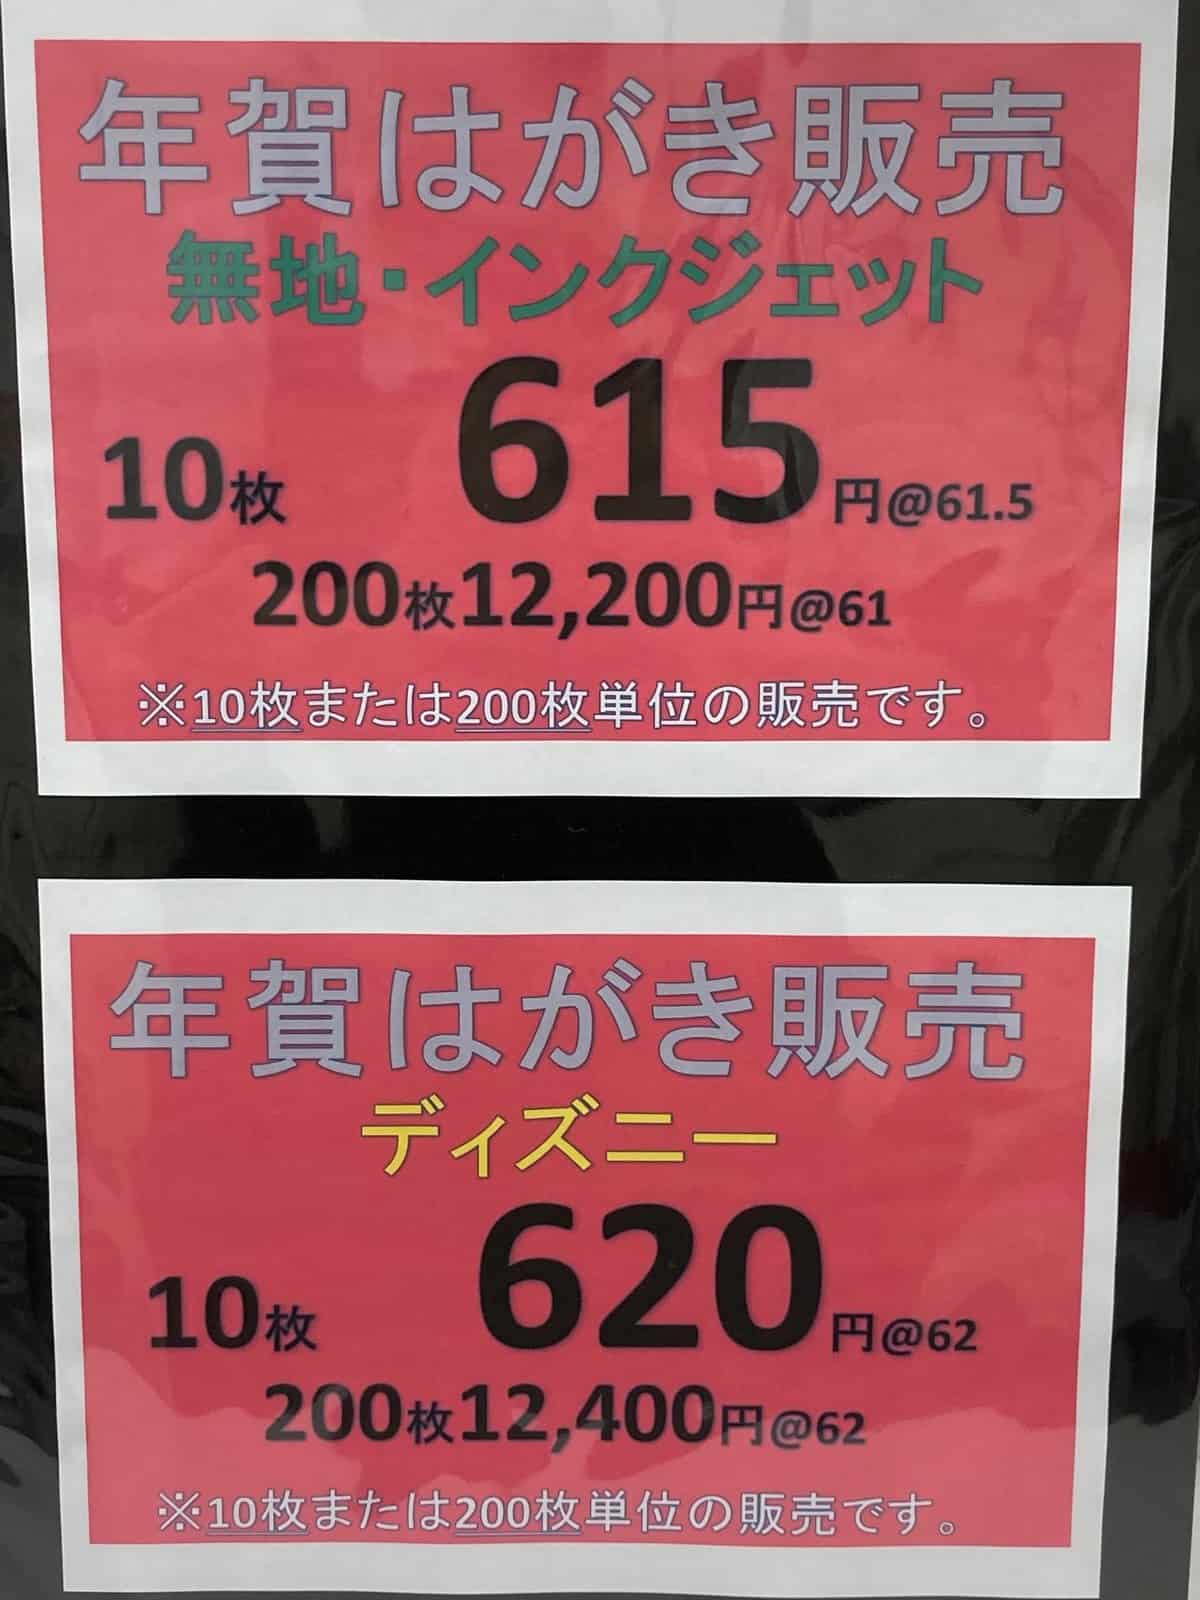 年賀はがき販売
無地・インクジェット
10枚 615円@61.5
200枚12,200円@61
※10枚または200枚単位の販売です。
年賀はがき販売
ディズニー
10枚 620円@62
200枚12,400円@62
※10枚または200枚単位の販売です。